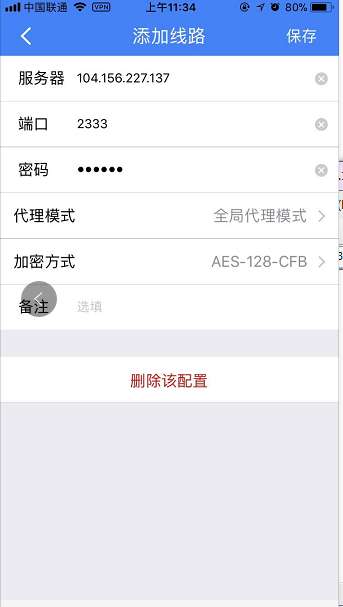 中国联通 VPN 上午11:34 80%
添加线路 保存
服务器 104.156.227.137
端口 2333
密码 ••••••
代理模式 全局代理模式
加密方式 AES-128-CFB
备注 选填
删除该配置